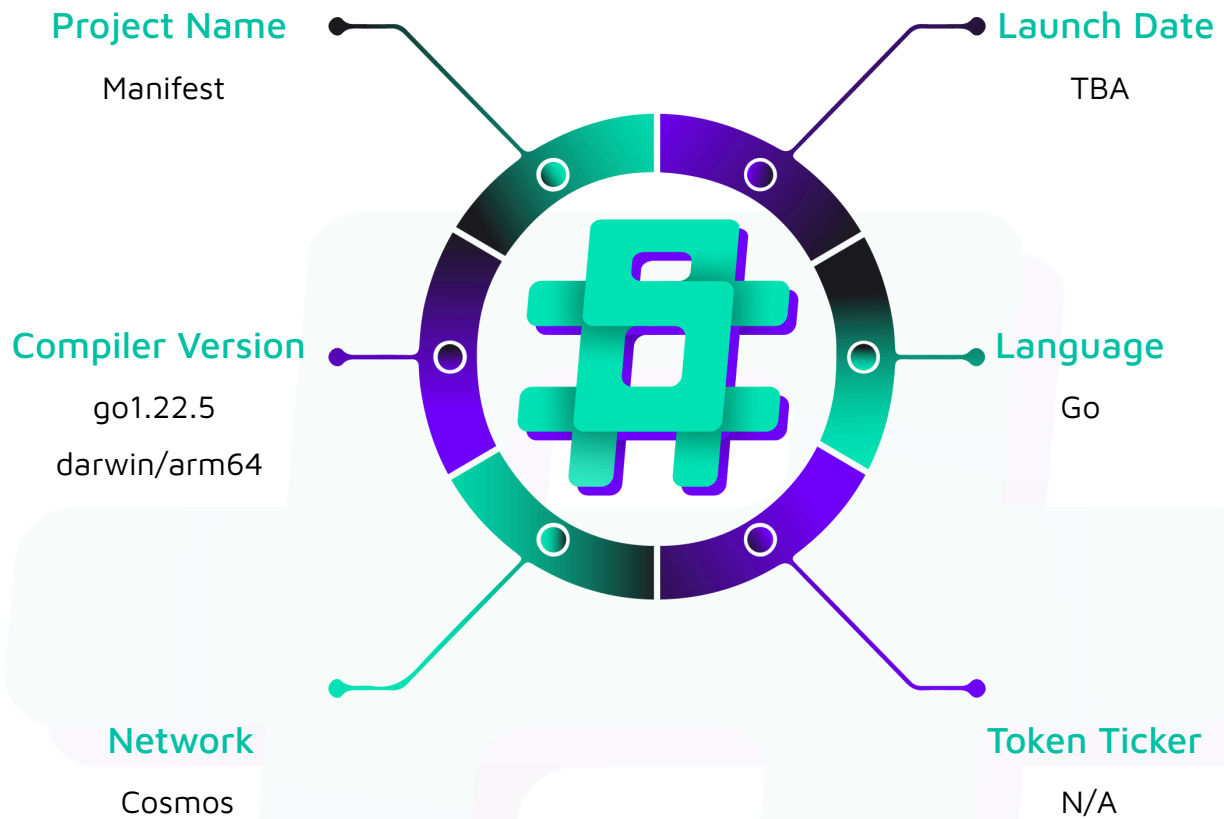 Project Name
Manifest
Launch Date
TBA
Compiler Version
go1.22.5
darwin/arm64
Language
Go
Network
Cosmos
Token Ticker
N/A